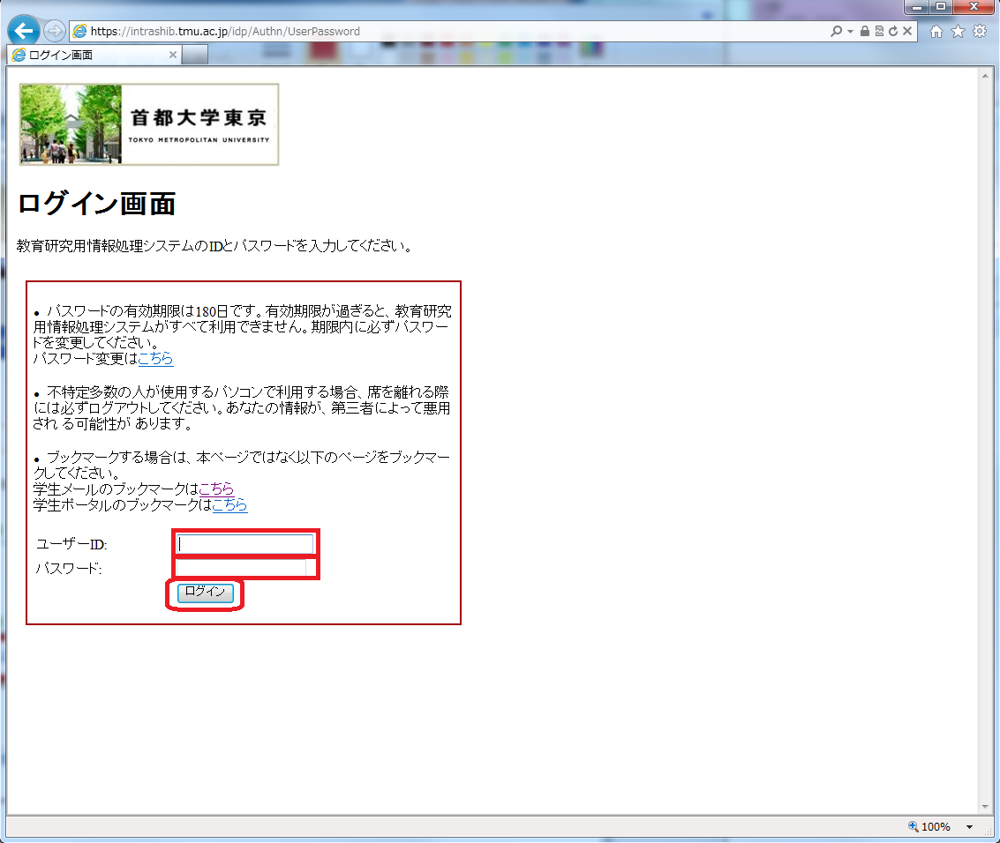 https://intrashib.tmu.ac.jp/idp/Authn/UserPassword
ログイン画面
首都大学東京
TOKYO METROPOLITAN UNIVERSITY
ログイン画面
教育研究用情報処理システムのIDとパスワードを入力してください。
• パスワードの有効期限は180日です。有効期限が過ぎると、教育研究
用情報処理システムがすべて利用できません。期限内に必ずパスワー
ドを変更してください。
パスワード変更はこちら
• 不特定多数の人が使用するパソコンで利用する場合、席を離れる際
には必ずログアウトしてください。あなたの情報が、第三者によって悪用
され る可能性が あります。
• ブックマークする場合は、本ページではなく以下のページをブックマー
クしてください。
学生メールのブックマークはこちら
学生ポータルのブックマークはこちら
ユーザーID:
パスワード:
ログイン
100%